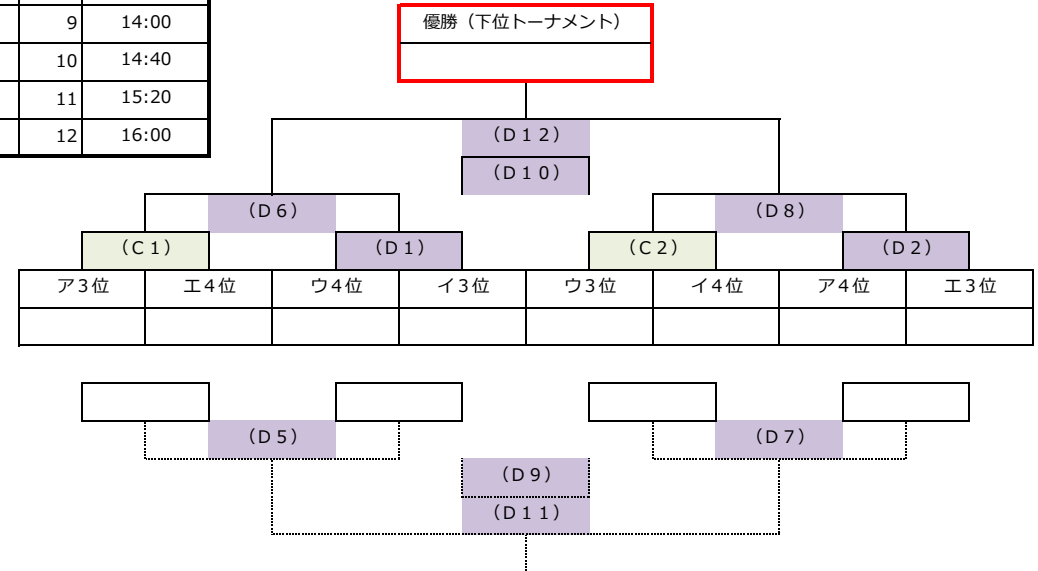 9 14:00
10 14:40
11 15:20
12 16:00
優勝（下位トーナメント）
（Ｄ１２）
（Ｄ１０）
（Ｄ６） （Ｄ８）
（Ｃ１） （Ｄ１） （Ｃ２） （Ｄ２）
ア３位 エ４位 ウ４位 イ３位 ウ３位 イ４位 ア４位 エ３位
（Ｄ５） （Ｄ７）
（Ｄ９）
（Ｄ１１）